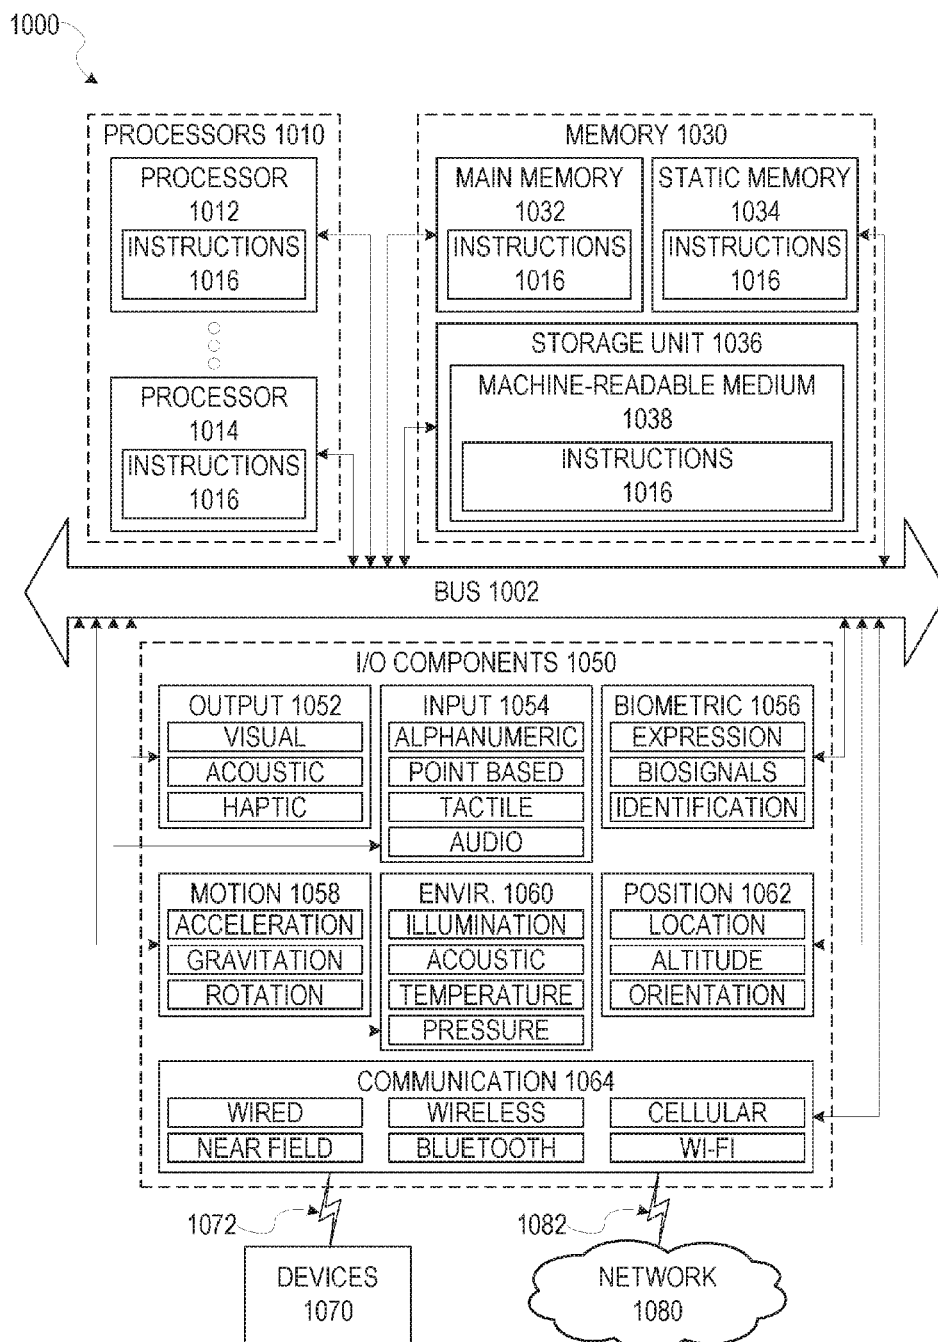 1000
PROCESSORS 1010
PROCESSOR
1012
INSTRUCTIONS
1016
PROCESSOR
1014
INSTRUCTIONS
1016
MEMORY 1030
MAIN MEMORY
1032
INSTRUCTIONS
1016
STATIC MEMORY
1034
INSTRUCTIONS
1016
STORAGE UNIT 1036
MACHINE-READABLE MEDIUM
1038
INSTRUCTIONS
1016
BUS 1002
I/O COMPONENTS 1050
OUTPUT 1052
VISUAL
ACOUSTIC
HAPTIC
INPUT 1054
ALPHANUMERIC
POINT BASED
TACTILE
AUDIO
BIOMETRIC 1056
EXPRESSION
BIOSIGNALS
IDENTIFICATION
MOTION 1058
ACCELERATION
GRAVITATION
ROTATION
ENVIR. 1060
ILLUMINATION
ACOUSTIC
TEMPERATURE
PRESSURE
POSITION 1062
LOCATION
ALTITUDE
ORIENTATION
COMMUNICATION 1064
WIRED
WIRELESS
CELLULAR
NEAR FIELD
BLUETOOTH
WI-FI
1072
1082
DEVICES
1070
NETWORK
1080